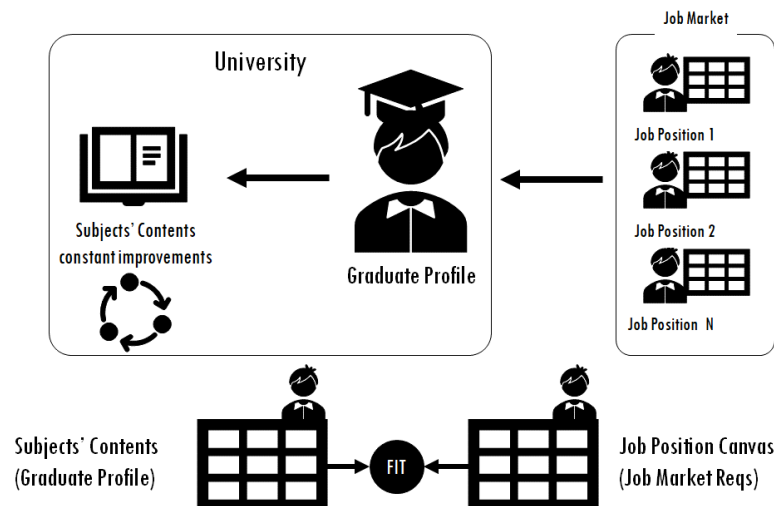 Job Market
University
Job Position 1
Job Position 2
Job Position N
Subjects' Contents
constant improvements
Graduate Profile
Subjects' Contents
(Graduate Profile)
FIT
Job Position Canvas
(Job Market Reqs)